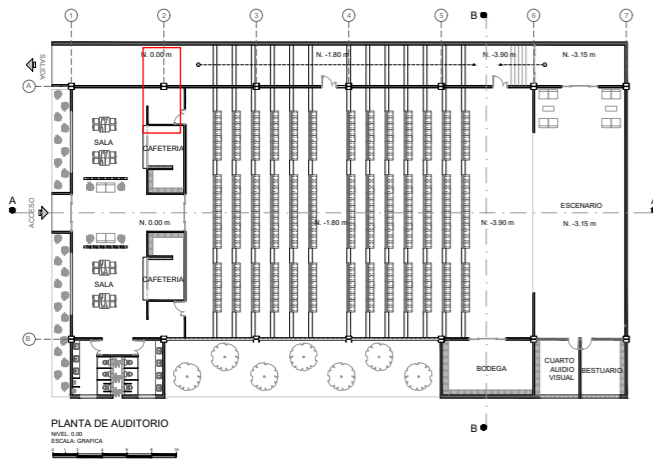 1 2 3 4 5 6 7
B
N. 0.00 m N. -1.80 m N. -3.90 m N. -3.15 m
SALIDA
A
SALA
CAFETERIA
A
ACCESO
N. 0.00 m N. -1.80 m N. -3.90 m N. -3.15 m
ESCENARIO
A
SALA
CAFETERIA
B
BODEGA
CUARTO
AUIDIO
VISUAL
BESTUARIO
B
PLANTA DE AUDITORIO
NIVEL: 0.00
ESCALA: GRAFICA